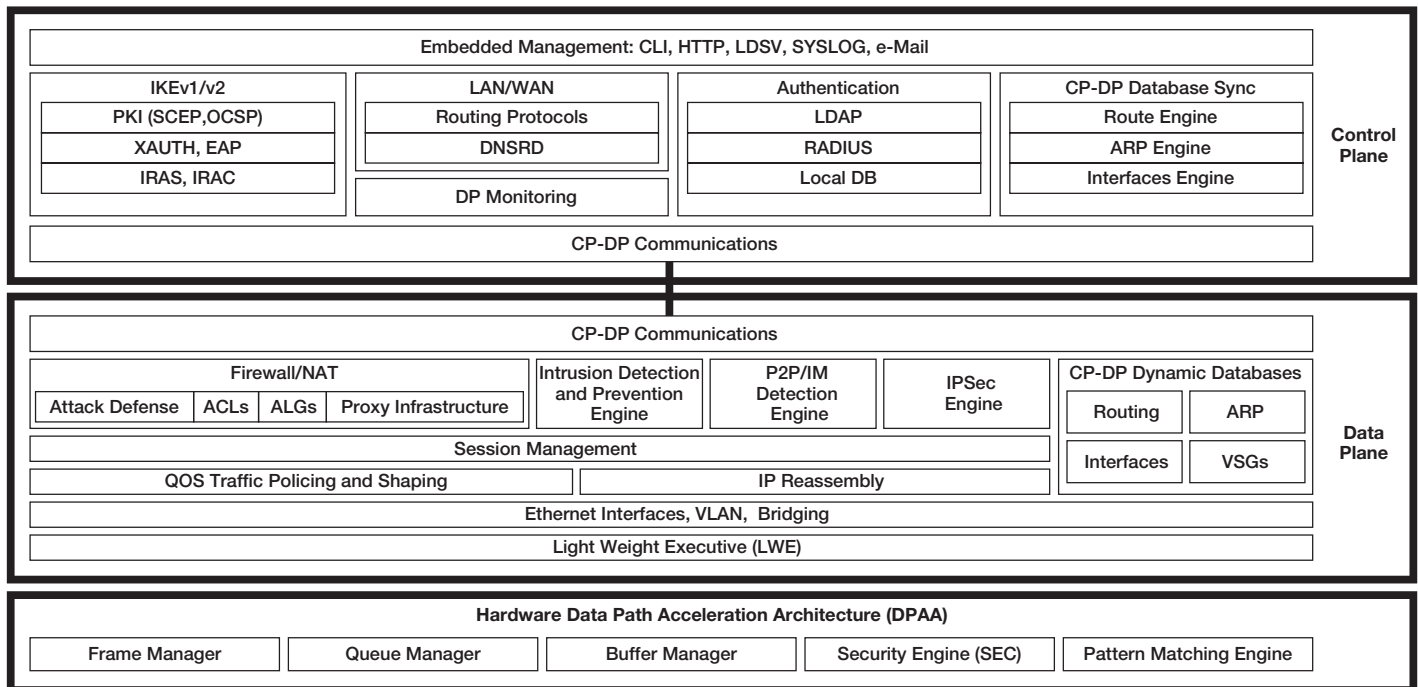 Embedded Management: CLI, HTTP, LDSV, SYSLOG, e-Mail
IKEv1/v2
PKI (SCEP,OCSP)
XAUTH, EAP
IRAS, IRAC
LAN/WAN
Routing Protocols
DNSRD
DP Monitoring
Authentication
LDAP
RADIUS
Local DB
CP-DP Database Sync
Route Engine
ARP Engine
Interfaces Engine
Control
Plane
CP-DP Communications
CP-DP Communications
Firewall/NAT
Attack Defense
ACLs
ALGs
Proxy Infrastructure
Intrusion Detection
and Prevention
Engine
P2P/IM
Detection
Engine
IPSec
Engine
CP-DP Dynamic Databases
Routing
ARP
Interfaces
VSGs
Data
Plane
Session Management
QOS Traffic Policing and Shaping
IP Reassembly
Ethernet Interfaces, VLAN, Bridging
Light Weight Executive (LWE)
Hardware Data Path Acceleration Architecture (DPAA)
Frame Manager
Queue Manager
Buffer Manager
Security Engine (SEC)
Pattern Matching Engine